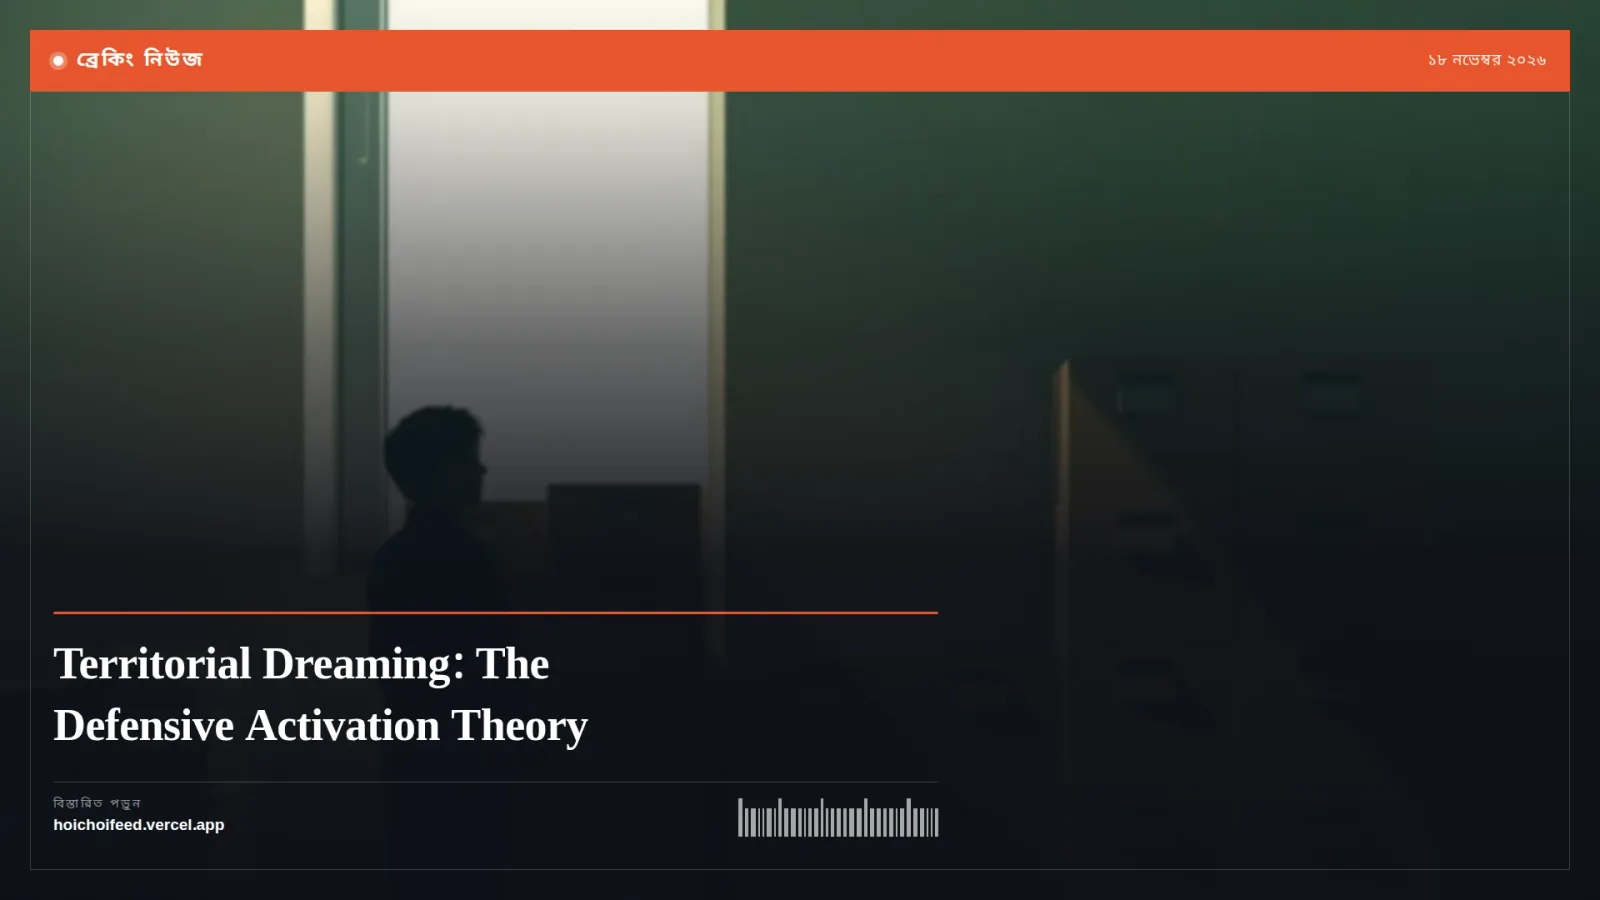 ব্রেকিং নিউজ
১৮ নভেম্বর ২০২৬
Territorial Dreaming: The
Defensive Activation Theory
বিস্তারিত পড়ুন
hoichoifeed.vercel.app